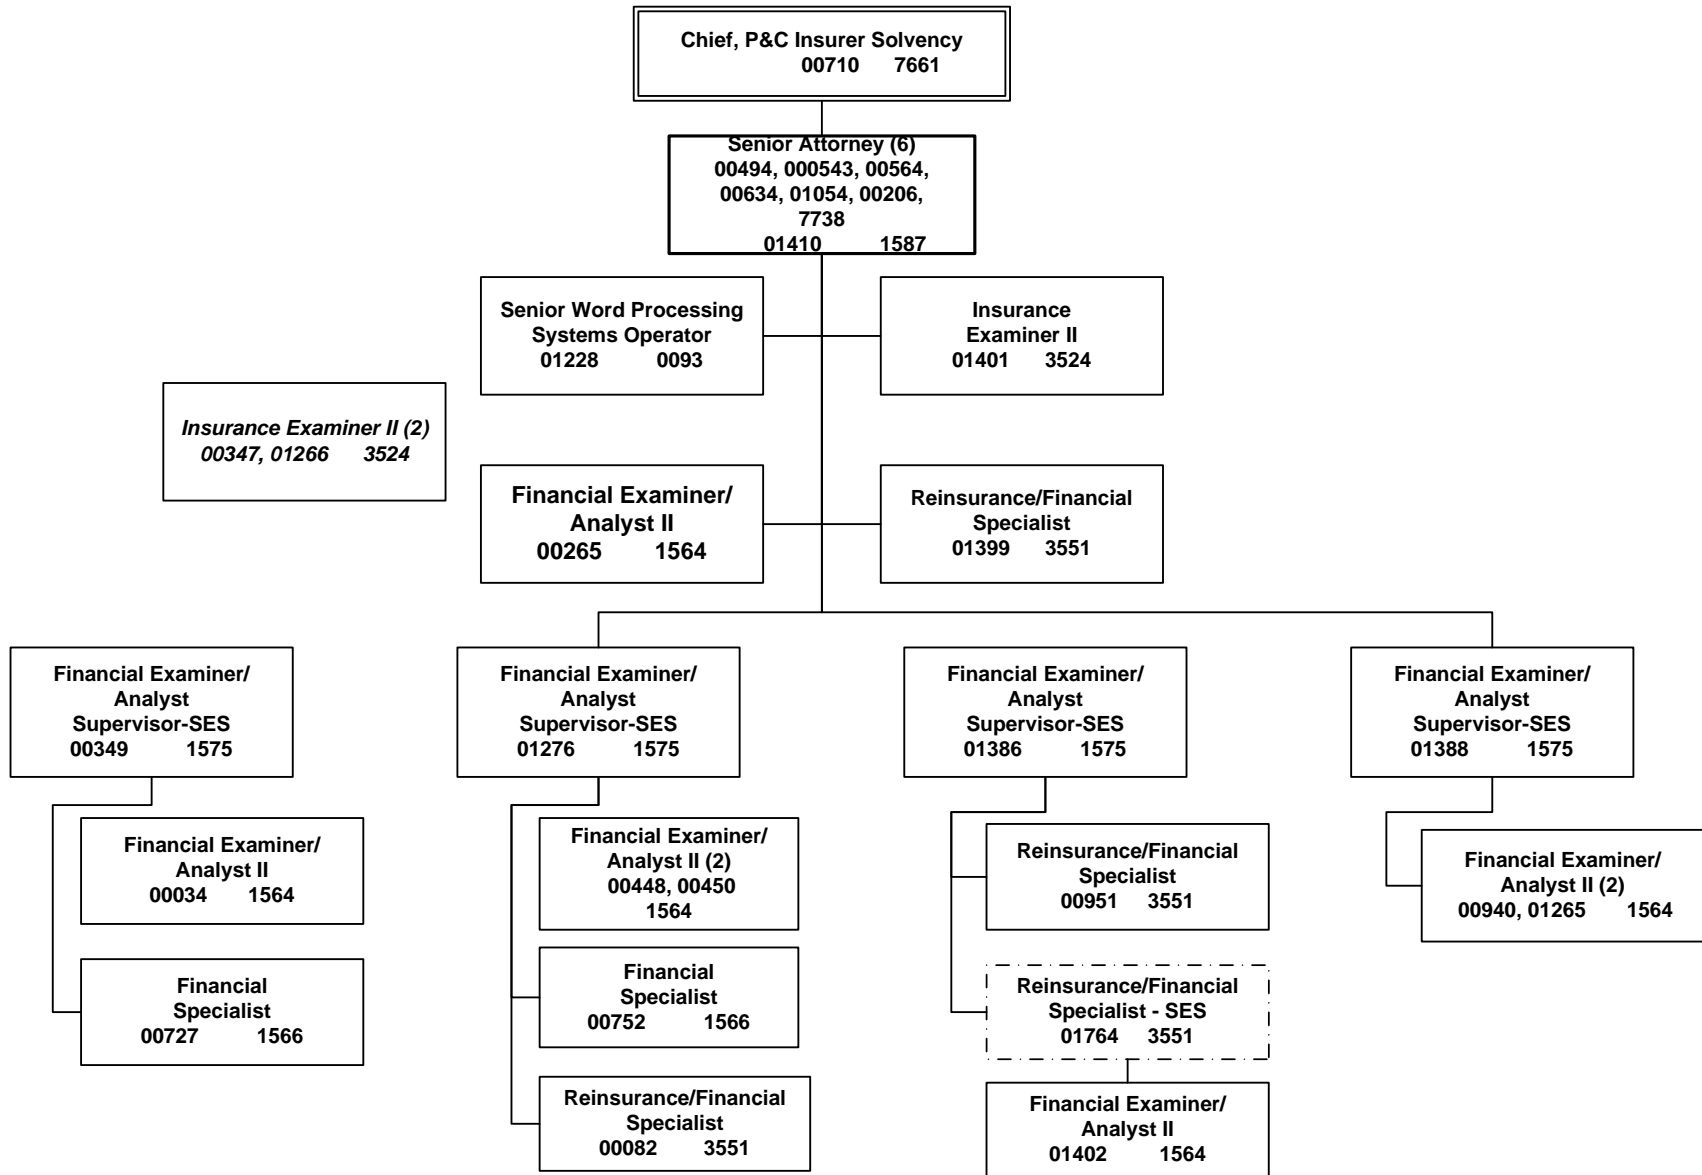 Chief, P&C Insurer Solvency
00710 7661
Senior Attorney (6)
00494, 000543, 00564,
00634, 01054, 00206,
7738
01410 1587
Senior Word Processing
Systems Operator
01228 0093
Insurance
Examiner II
01401 3524
Insurance Examiner II (2)
00347, 01266 3524
Financial Examiner/
Analyst II
00265 1564
Reinsurance/Financial
Specialist
01399 3551
Financial Examiner/
Analyst
Supervisor-SES
00349 1575
Financial Examiner/
Analyst
Supervisor-SES
01276 1575
Financial Examiner/
Analyst
Supervisor-SES
01386 1575
Financial Examiner/
Analyst
Supervisor-SES
01388 1575
Financial Examiner/
Analyst II
00034 1564
Financial
Specialist
00727 1566
Financial Examiner/
Analyst II (2)
00448, 00450
1564
Financial
Specialist
00752 1566
Reinsurance/Financial
Specialist
00082 3551
Reinsurance/Financial
Specialist
00951 3551
Reinsurance/Financial
Specialist - SES
01764 3551
Financial Examiner/
Analyst II
01402 1564
Financial Examiner/
Analyst II (2)
00940, 01265 1564